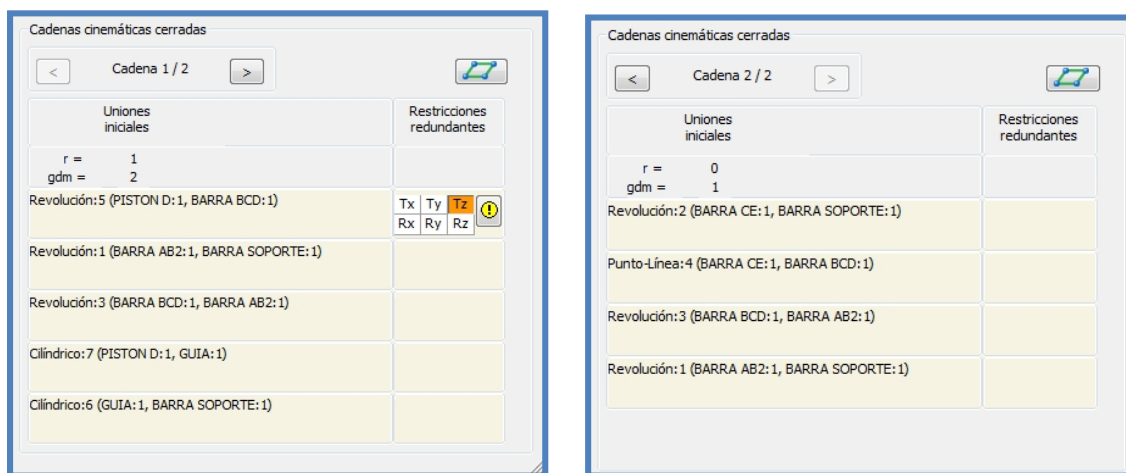 Cadenas cinemáticas cerradas
<
Cadena 1 / 2
>
Uniones
iniciales
Restricciones
redundantes
r = 1
gdm = 2
Revolución:5 (PISTON D:1, BARRA BCD:1)
Tx Ty Tz
Rx Ry Rz
Revolución:1 (BARRA AB2:1, BARRA SOPORTE:1)
Revolución:3 (BARRA BCD:1, BARRA AB2:1)
Cilíndrico:7 (PISTON D:1, GUIA:1)
Cilíndrico:6 (GUIA:1, BARRA SOPORTE:1)
Cadenas cinemáticas cerradas
<
Cadena 2 / 2
>
Uniones
iniciales
Restricciones
redundantes
r = 0
gdm = 1
Revolución:2 (BARRA CE:1, BARRA SOPORTE:1)
Punto-Línea:4 (BARRA CE:1, BARRA BCD:1)
Revolución:3 (BARRA BCD:1, BARRA AB2:1)
Revolución:1 (BARRA AB2:1, BARRA SOPORTE:1)